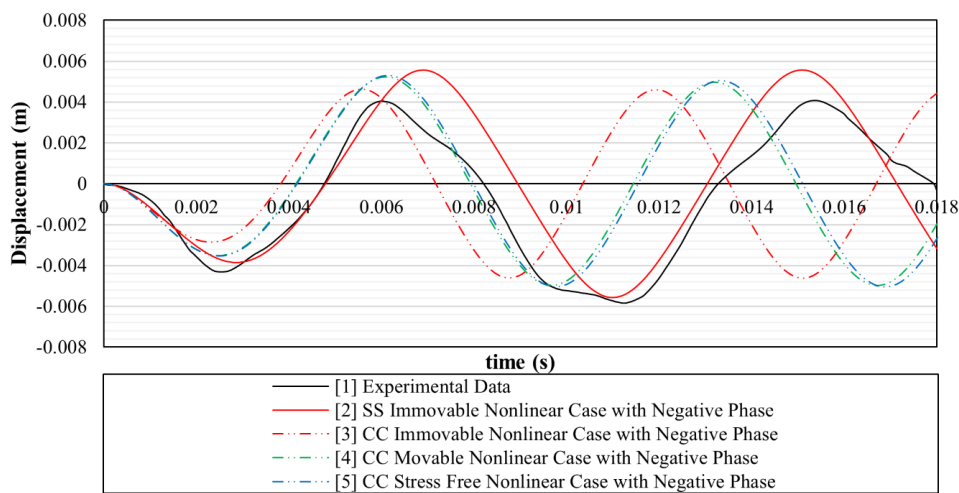 0.008
0.006
0.004
0.002
0
-0.002
-0.004
-0.006
-0.008
Displacement (m)
0 0.002 0.004 0.006 0.008 0.01 0.012 0.014 0.016 0.018
time (s)
[1] Experimental Data
[2] SS Immovable Nonlinear Case with Negative Phase
[3] CC Immovable Nonlinear Case with Negative Phase
[4] CC Movable Nonlinear Case with Negative Phase
[5] CC Stress Free Nonlinear Case with Negative Phase